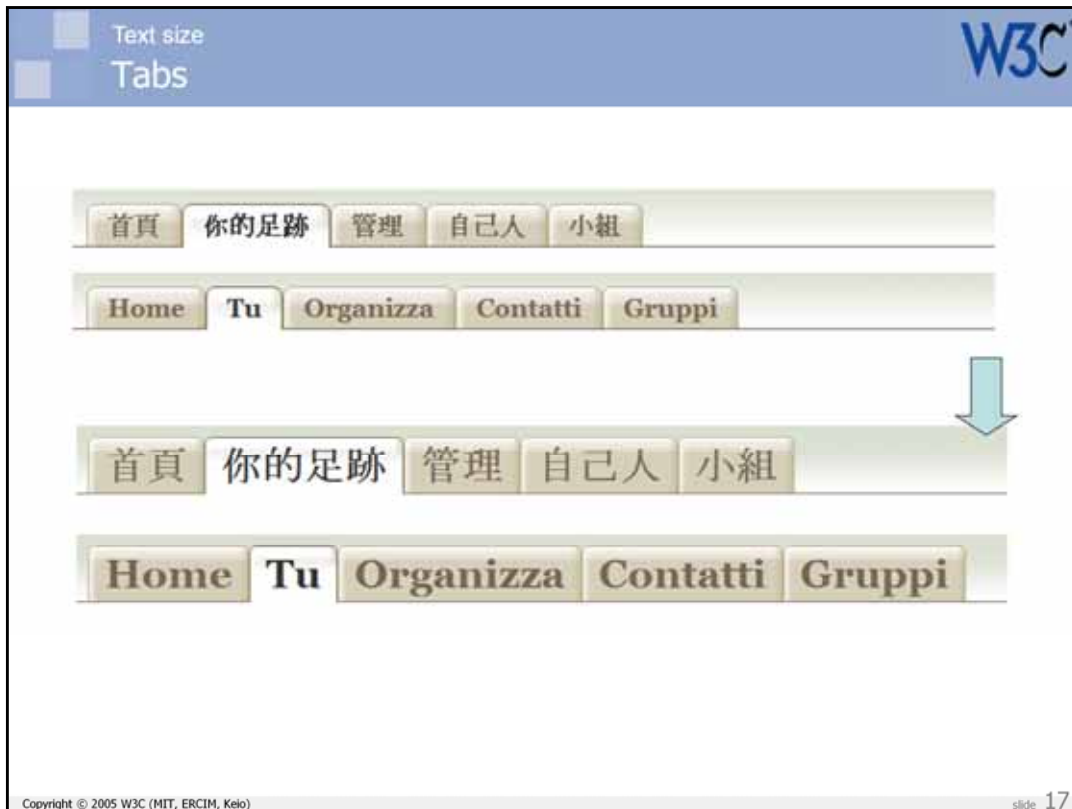 Text size
Tabs
W3C
首頁 你的足跡 管理 自己人 小組
Home Tu Organizza Contatti Gruppi
首頁 你的足跡 管理 自己人 小組
Home Tu Organizza Contatti Gruppi
Copyright © 2005 W3C (MIT, ERCIM, Keio)
slide 17